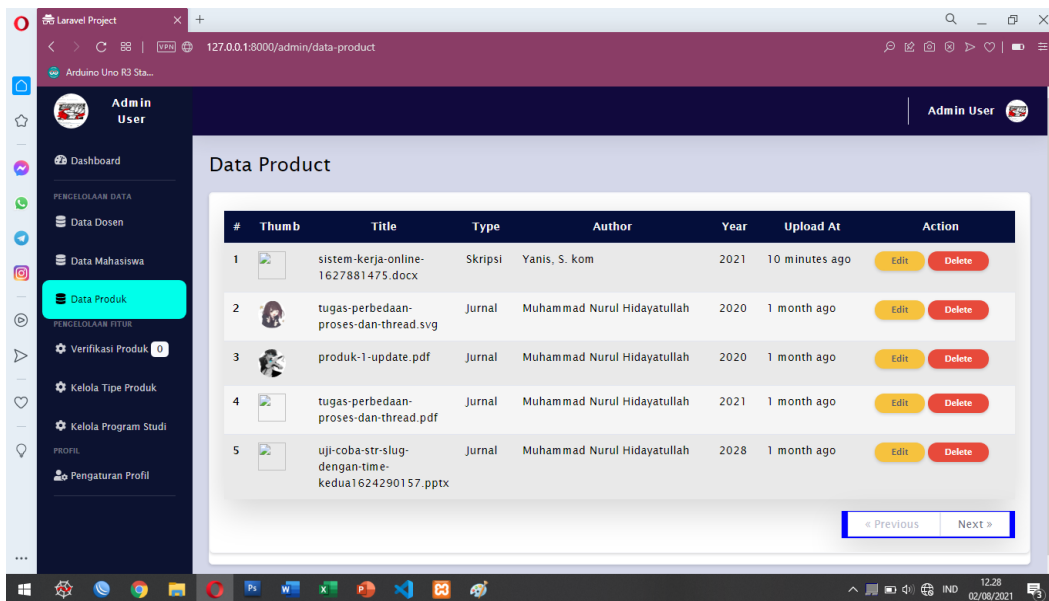 Laravel Project
VPN 127.0.0.1:8000/admin/data-product
Arduino Uno R3 Sta...
Admin User
Admin User
Dashboard
PENGELOLAAN DATA
Data Dosen
Data Mahasiswa
Data Produk
PENGELOLAAN FITUR
Verifikasi Produk 0
Kelola Tipe Produk
Kelola Program Studi
PROFIL
Pengaturan Profil
Data Product
# Thumb Title Type Author Year Upload At Action
1 sistem-kerja-online- Skripsi Yanis, S. kom 2021 10 minutes ago Edit Delete
1627881475.docx
2 tugas-perbedaan- Jurnal Muhammad Nurul Hidayatullah 2020 1 month ago Edit Delete
proses-dan-thread.svg
3 produk-1-update.pdf Jurnal Muhammad Nurul Hidayatullah 2020 1 month ago Edit Delete
4 tugas-perbedaan- Jurnal Muhammad Nurul Hidayatullah 2021 1 month ago Edit Delete
proses-dan-thread.pdf
5 uji-coba-str-slug- Jurnal Muhammad Nurul Hidayatullah 2028 1 month ago Edit Delete
dengan-time-
kedua1624290157.pptx
« Previous Next »
IND 12.28
02/08/2021